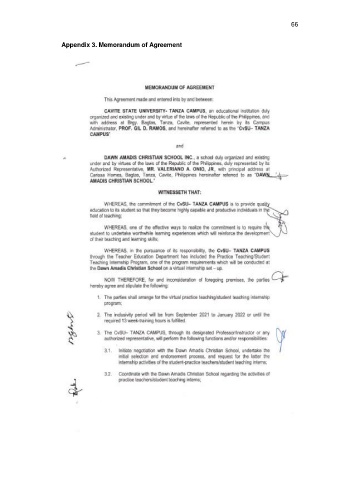 66
Appendix 3. Memorandum of Agreement
MEMORANDUM OF AGREEMENT
This Agreement made and entered into by and between:
CAVITE STATE UNIVERSITY- TANZA CAMPUS, an educational institution duly
organized and existing under and by virtue of the laws of the Republic of the Philippines, and
with address at Brgy. Bagtas, Tanza, Cavite, represented herein by its Campus
Administrator, PROF. GIL D. RAMOS, and hereinafter referred to as the "CvSU- TANZA
CAMPUS"
and
DAWN AMADIS CHRISTIAN SCHOOL INC., a school duly organized and existing
under and by virtues of the laws of the Republic of the Philippines, duly represented by its
Authorized Representative, MR. VALERIANO A. OMO, JR, with principal address at
Carissa Homes, Bagtas, Tanza, Cavite, Philippines hereinafter referred to as "DAWN
AMADIS CHRISTIAN SCHOOL."
WITNESSETH THAT:
WHEREAS, the commitment of the CvSU- TANZA CAMPUS is to provide quality
education to its student so that they become highly capable and productive individuals in the
field of teaching;
WHEREAS, one of the effective ways to realize the commitment is to require the
student to undertake worthwhile learning experiences which will reinforce the development
of their teaching and learning skills;
WHEREAS, in the pursuance of its responsibility, the CvSU- TANZA CAMPUS
through the Teacher Education Department has included the Practice Teaching/Student
Teaching Internship Program, one of the program requirements which will be conducted at
the Dawn Amadis Christian School on a virtual internship set - up.
NOW THEREFORE, for and inconsideration of foregoing premises, the parties
hereby agree and stipulate the following:
1. The parties shall arrange for the virtual practice teaching/student teaching internship
program;
2. The inclusivity period will be from September 2021 to January 2022 or until the
required 13 week training hours is fulfilled
3. The CvSU- TANZA CAMPUS, through its designated Professor/Instructor or any
authorized representative, will perform the following functions and/or responsibilities:
3.1. Initiate negotiation with the Dawn Amadis Christian School, undertake the
initial selection and endorsement process, and request for the latter the
internship activities of the student-practice teachers/student teaching interns;
3.2. Coordinate with the Dawn Amadis Christian School regarding the activities of
practice teachers/student teaching interns;